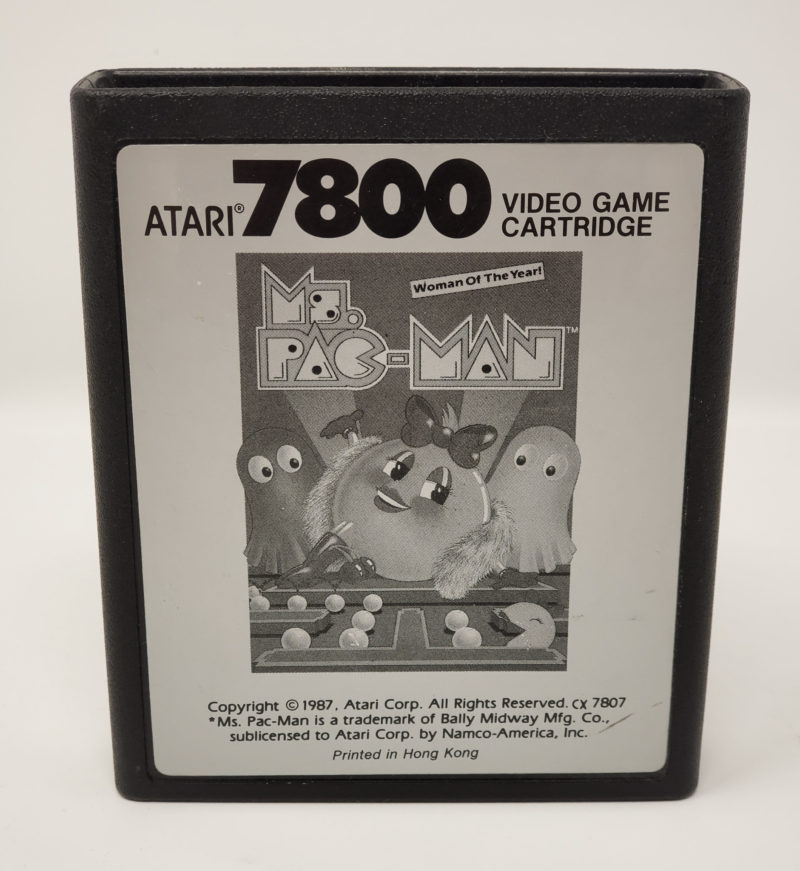 ATARI® 7800 VIDEO GAME
CARTRIDGE
Woman Of The Year!
Ms.
PAC-MAN™
Copyright © 1987, Atari Corp. All Rights Reserved. CX 7807
*Ms. Pac-Man is a trademark of Bally Midway Mfg. Co.,
sublicensed to Atari Corp. by Namco-America, Inc.
Printed in Hong Kong